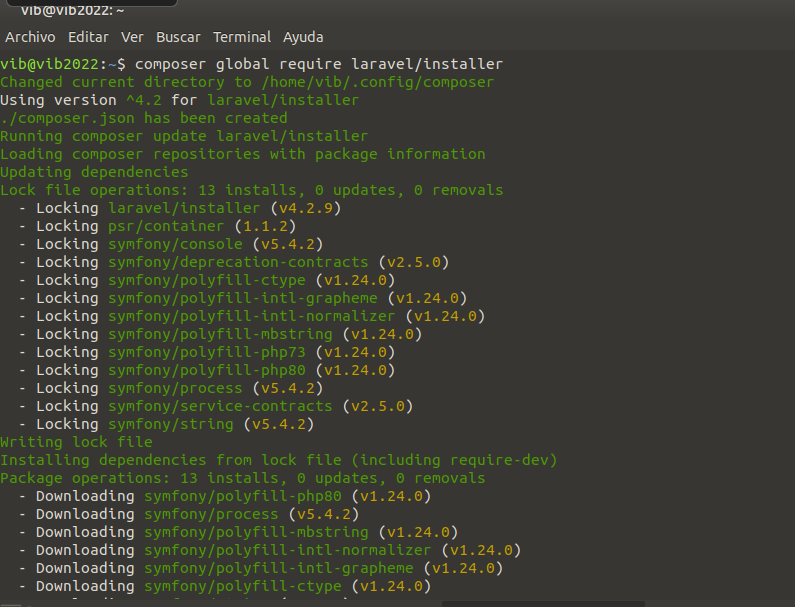 vib@vib2022: ~
Archivo Editar Ver Buscar Terminal Ayuda
vib@vib2022:~$ composer global require laravel/installer
Changed current directory to /home/vib/.config/composer
Using version ^4.2 for laravel/installer
./composer.json has been created
Running composer update laravel/installer
Loading composer repositories with package information
Updating dependencies
Lock file operations: 13 installs, 0 updates, 0 removals
  - Locking laravel/installer (v4.2.9)
  - Locking psr/container (1.1.2)
  - Locking symfony/console (v5.4.2)
  - Locking symfony/deprecation-contracts (v2.5.0)
  - Locking symfony/polyfill-ctype (v1.24.0)
  - Locking symfony/polyfill-intl-grapheme (v1.24.0)
  - Locking symfony/polyfill-intl-normalizer (v1.24.0)
  - Locking symfony/polyfill-mbstring (v1.24.0)
  - Locking symfony/polyfill-php73 (v1.24.0)
  - Locking symfony/polyfill-php80 (v1.24.0)
  - Locking symfony/process (v5.4.2)
  - Locking symfony/service-contracts (v2.5.0)
  - Locking symfony/string (v5.4.2)
Writing lock file
Installing dependencies from lock file (including require-dev)
Package operations: 13 installs, 0 updates, 0 removals
  - Downloading symfony/polyfill-php80 (v1.24.0)
  - Downloading symfony/process (v5.4.2)
  - Downloading symfony/polyfill-mbstring (v1.24.0)
  - Downloading symfony/polyfill-intl-normalizer (v1.24.0)
  - Downloading symfony/polyfill-intl-grapheme (v1.24.0)
  - Downloading symfony/polyfill-ctype (v1.24.0)